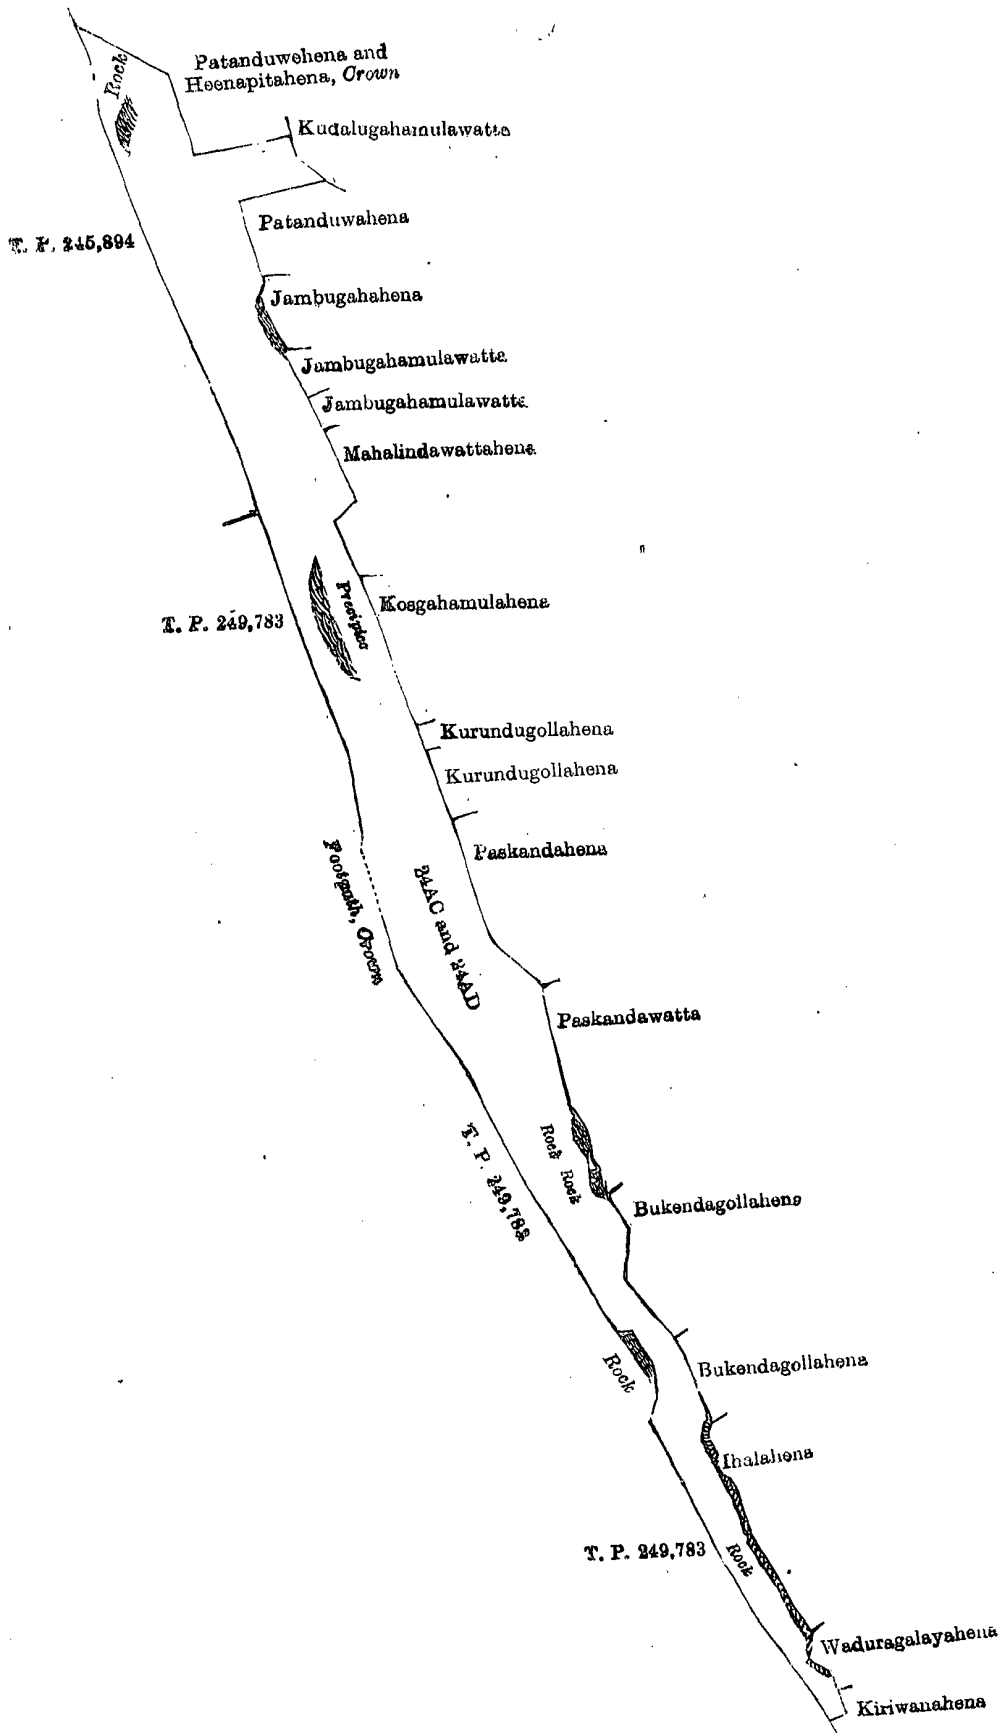 Rock
Patanduwehena and
Heenapitahena, Crown
Kudalugahamulawatta
Patanduwahena
T. P. 245,894
Jambugahahena
Jambugahamulawatte
Jambugahamulawatte
Mahalindawattahena
Precipice
Kosgahamulahena
T. P. 249,783
Kurundugollahena
Kurundugollahena
Paskandahena
Footpath, Crown
24AC and 24AD
Paskandawatta
T. P. 249,783
Rock
Rock
Bukendagollahena
Rock
Bukendagollahena
Ihalahena
T. P. 249,783
Rock
Waduragalayahena
Kiriwanahena